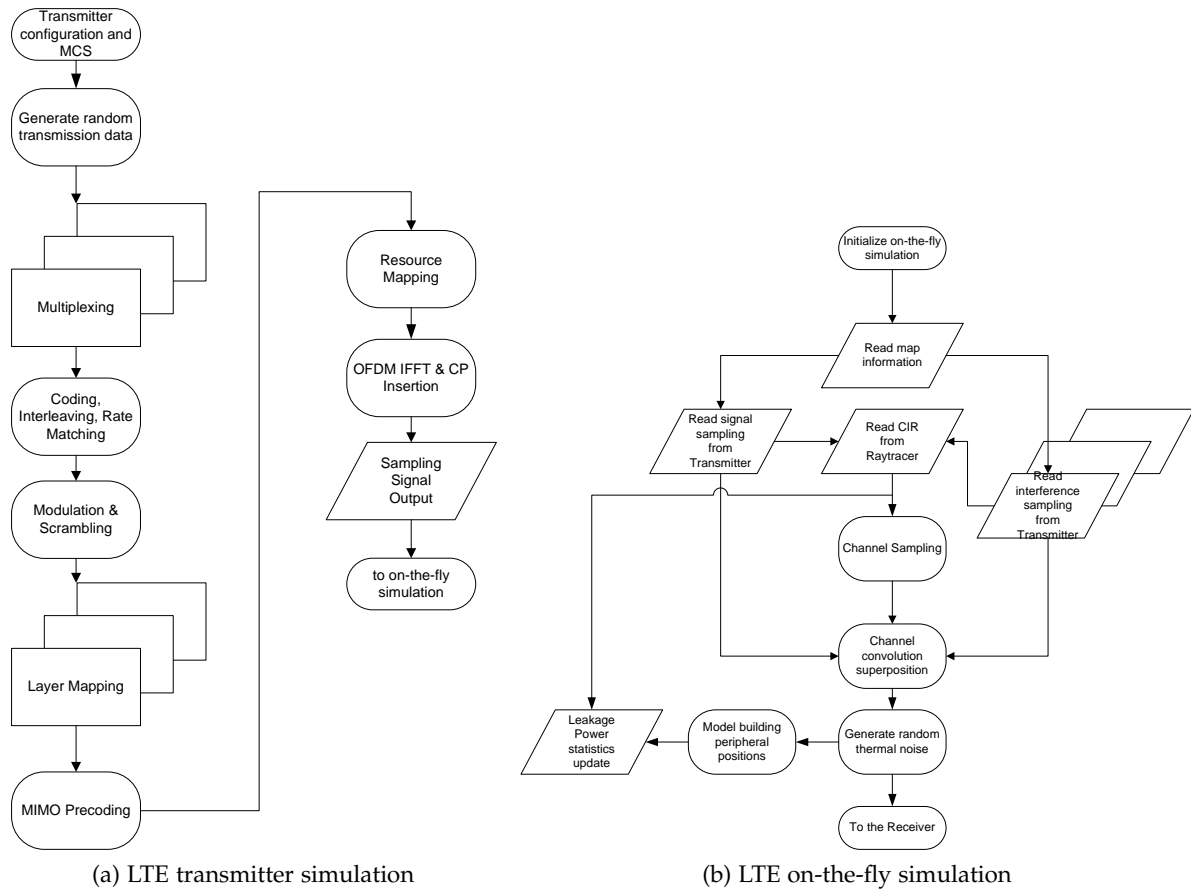 Transmitter
configuration and
MCS
Generate random
transmission data
Multiplexing
Coding,
Interleaving, Rate
Matching
Modulation &
Scrambling
Layer Mapping
MIMO Precoding
Resource
Mapping
OFDM IFFT & CP
Insertion
Sampling
Signal
Output
to on-the-fly
simulation
(a) LTE transmitter simulation
Initialize on-the-fly
simulation
Read map
information
Read signal
sampling
from
Transmitter
Read CIR
from
Raytracer
Read
interference
sampling
from
Transmitter
Channel Sampling
Channel
convolution
superposition
Leakage
Power
statistics
update
Model building
peripheral
positions
Generate random
thermal noise
To the Receiver
(b) LTE on-the-fly simulation